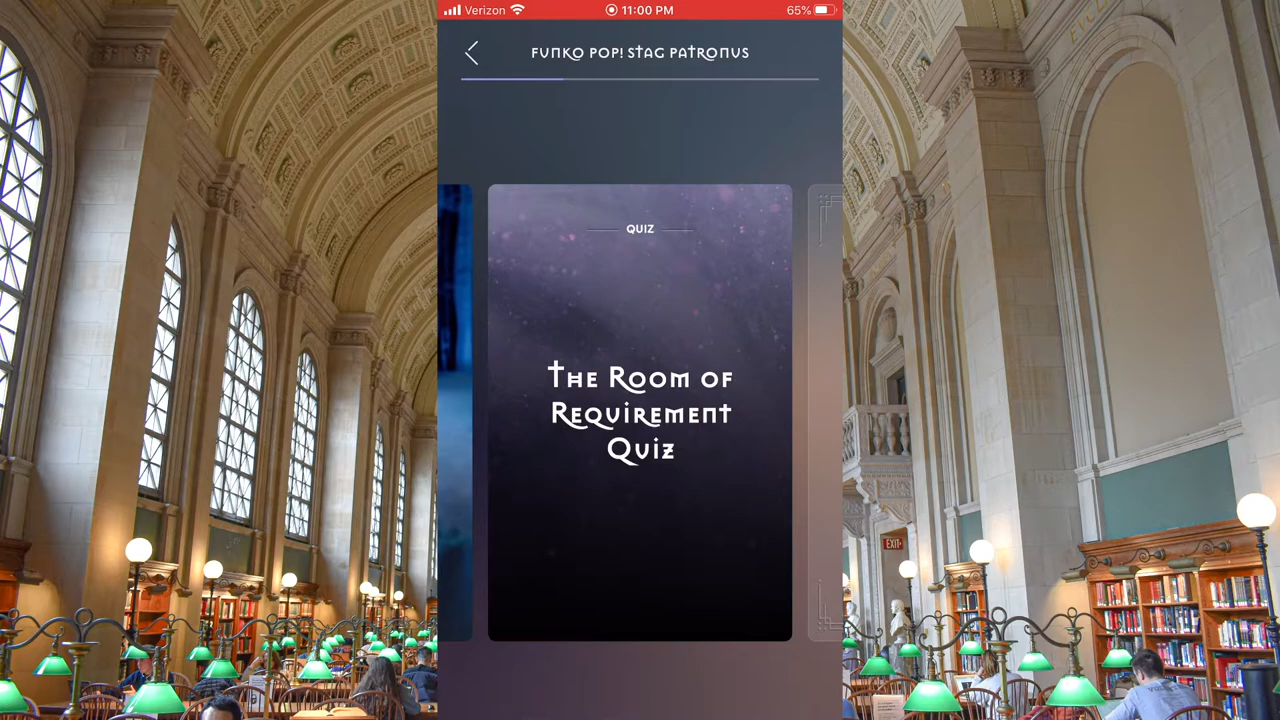 Verizon 11:00 PM 65%
FUNKO POP! STAG PATRONUS
QUIZ
THE ROOM OF
REQUIREMENT
QUIZ
EXIT